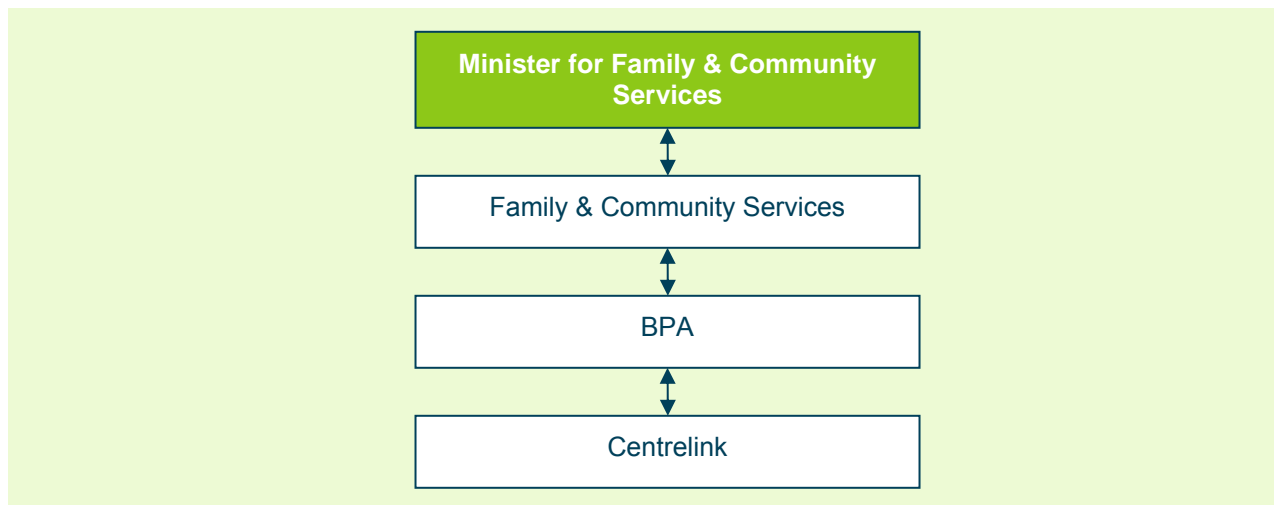 Minister for Family & Community
Services
Family & Community Services
BPA
Centrelink